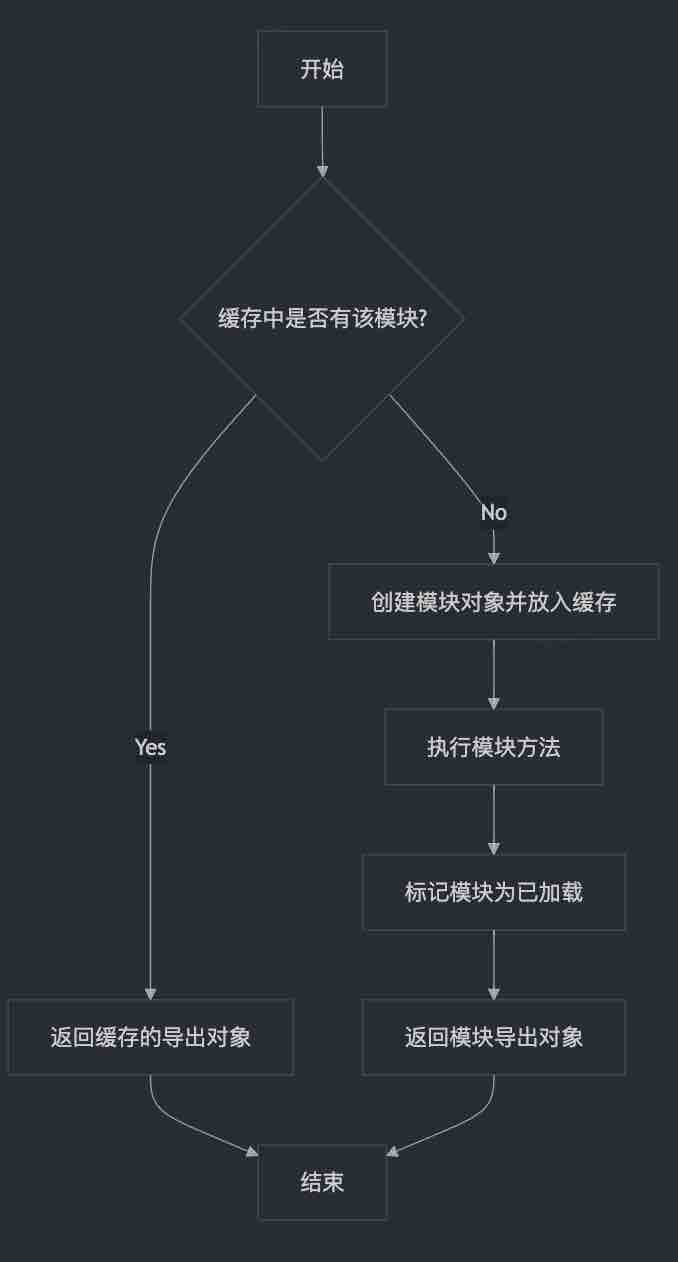 开始
缓存中是否有该模块?
No
创建模块对象并放入缓存
执行模块方法
Yes
标记模块为已加载
返回缓存的导出对象
返回模块导出对象
结束